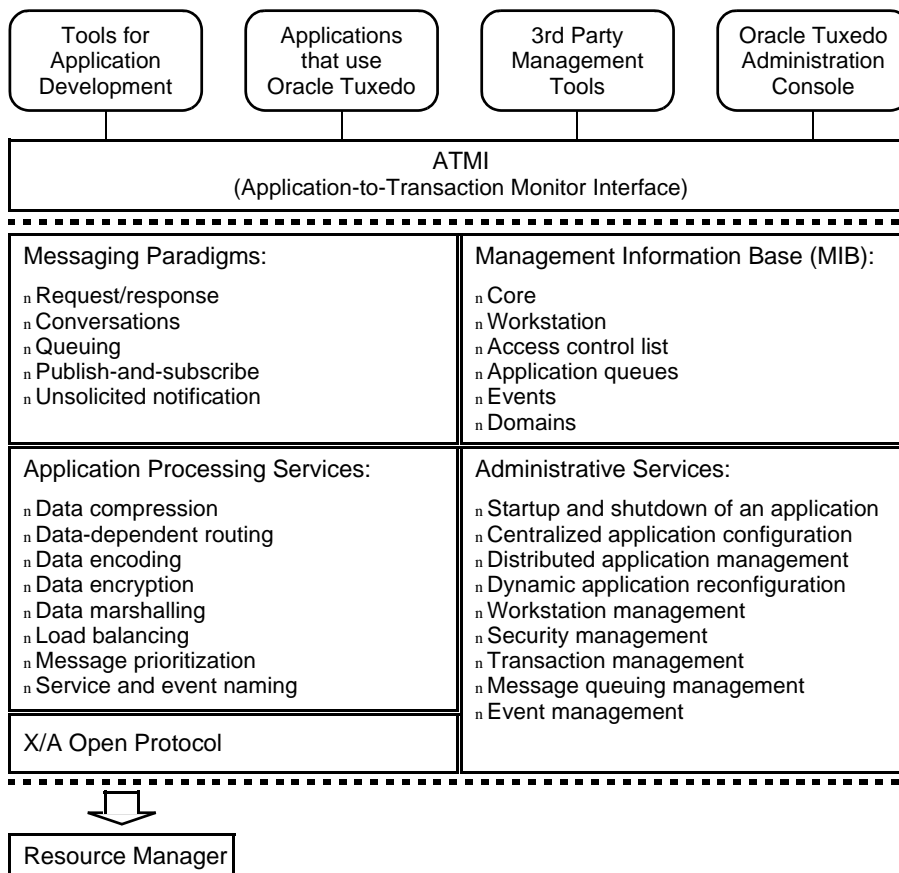 Tools for
Application
Development
Applications
that use
Oracle Tuxedo
3rd Party
Management
Tools
Oracle Tuxedo
Administration
Console
ATMI
(Application-to-Transaction Monitor Interface)
Messaging Paradigms:
n Request/response
n Conversations
n Queuing
n Publish-and-subscribe
n Unsolicited notification
Management Information Base (MIB):
n Core
n Workstation
n Access control list
n Application queues
n Events
n Domains
Application Processing Services:
n Data compression
n Data-dependent routing
n Data encoding
n Data encryption
n Data marshalling
n Load balancing
n Message prioritization
n Service and event naming
X/A Open Protocol
Administrative Services:
n Startup and shutdown of an application
n Centralized application configuration
n Distributed application management
n Dynamic application reconfiguration
n Workstation management
n Security management
n Transaction management
n Message queuing management
n Event management
Resource Manager